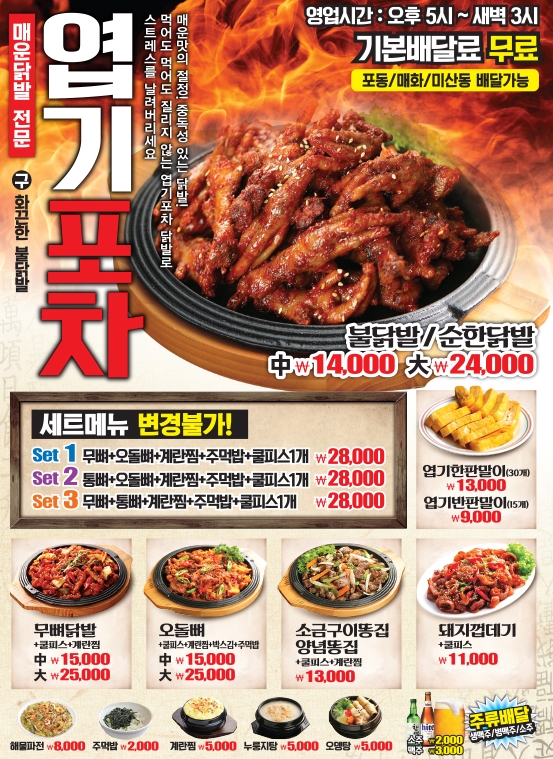 영업시간 : 오후 5시 ~ 새벽 3시
기본배달료 무료
포동/매화/미산동 배달가능
매운닭발 전문
엽기포차
구 화끈한 불닭발
매운맛의 절정! 중독성 있는 닭발!
먹어도 먹어도 질리지 않는 엽기포차 닭발로
스트레스를 날려버리세요
불닭발/순한닭발
中 ₩14,000 大 ₩24,000
세트메뉴 변경불가!
Set 1 무뼈+오돌뼈+계란찜+주먹밥+쿨피스1개 ₩28,000
Set 2 통뼈+오돌뼈+계란찜+주먹밥+쿨피스1개 ₩28,000
Set 3 무뼈+통뼈+계란찜+주먹밥+쿨피스1개 ₩28,000
엽기한판말이(30개)
₩13,000
엽기반판말이(15개)
₩9,000
무뼈닭발
+쿨피스+계란찜
中 ₩15,000
大 ₩25,000
오돌뼈
+쿨피스+계란찜+박스김+주먹밥
中 ₩15,000
大 ₩25,000
소금구이똥집
양념똥집
+쿨피스+계란찜
₩13,000
돼지껍데기
+쿨피스
₩11,000
해물파전 ₩8,000
주먹밥 ₩2,000
계란찜 ₩5,000
누룽지탕 ₩5,000
오뎅탕 ₩5,000
소주 ₩2,000
맥주 ₩3,000
주류배달
생맥주/병맥주/소주